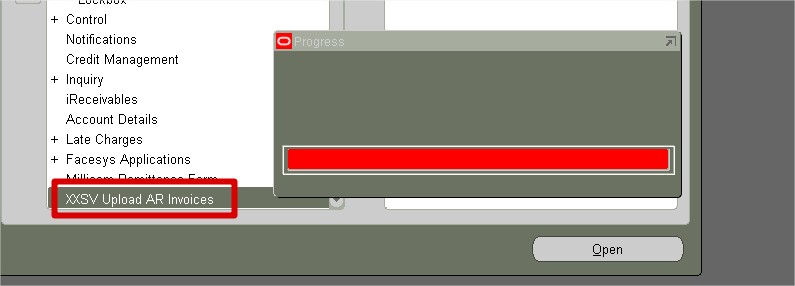 Lockbox
+ Control
Notifications
Credit Management
+ Inquiry
iReceivables
Account Details
+ Late Charges
+ Facesys Applications
Millicom Remittance Form
XXSV Upload AR Invoices
Progress
Open